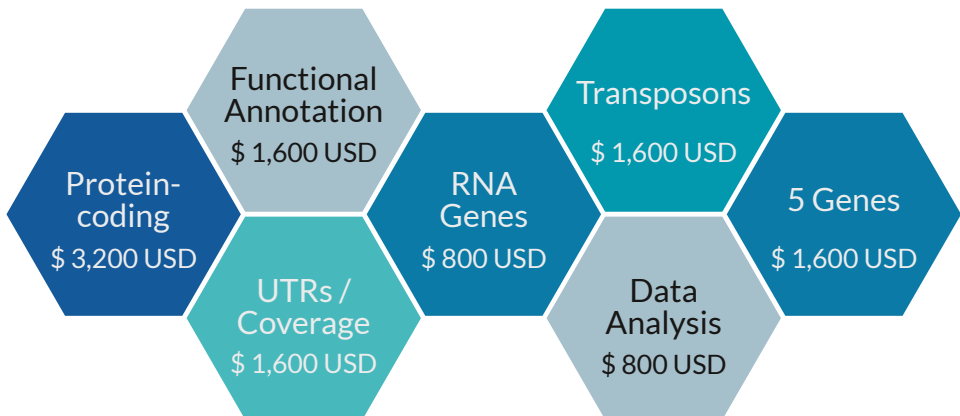 Protein-
coding
$ 3,200 USD
Functional
Annotation
$ 1,600 USD
UTRs /
Coverage
$ 1,600 USD
RNA
Genes
$ 800 USD
Transposons
$ 1,600 USD
Data
Analysis
$ 800 USD
5 Genes
$ 1,600 USD